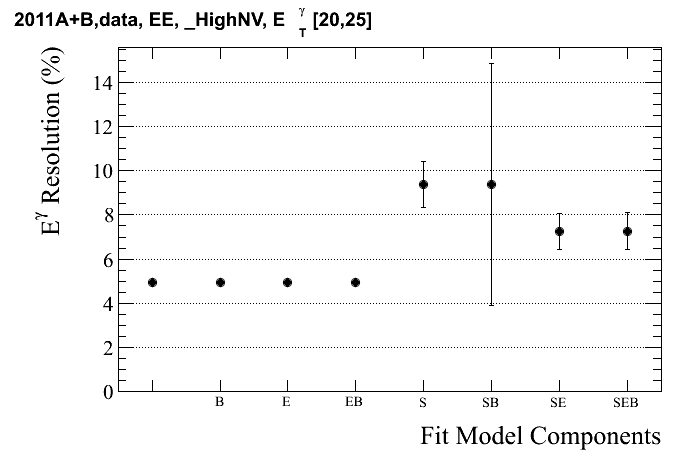 2011A+B,data, EE, _HighNV, E γ T [20,25]
E γ Resolution (%)
14
12
10
8
6
4
2
0
B E EB S SB SE SEB
Fit Model Components